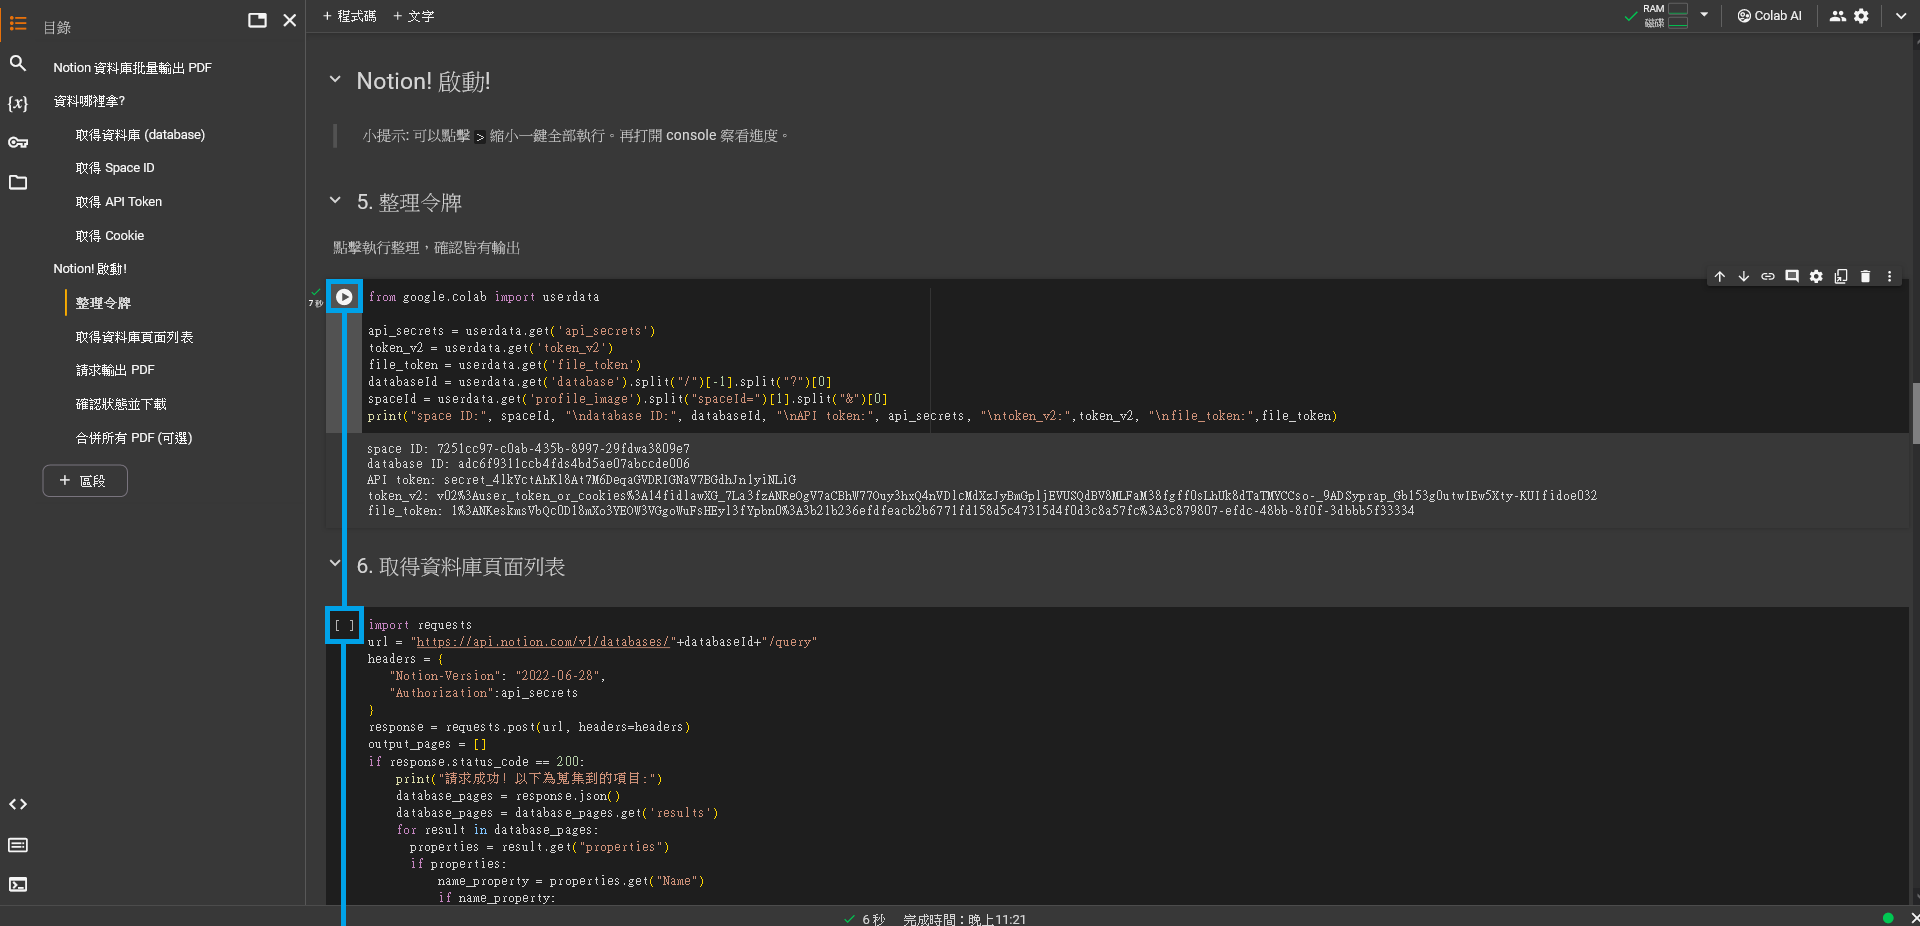 目錄
Notion 資料庫批量輸出 PDF
資料哪裡拿?
取得資料庫 (database)
取得 Space ID
取得 API Token
取得 Cookie
Notion! 啟動!
整理令牌
取得資料庫頁面列表
請求輸出 PDF
確認狀態並下載
合併所有 PDF (可選)
+ 區段
+ 程式碼 + 文字
RAM
磁碟
Colab AI
Notion! 啟動!
小提示: 可以點擊 > 縮小一鍵全部執行。再打開 console 察看進度。
5. 整理令牌
點擊執行整理，確認皆有輸出
7 秒
from google.colab import userdata
api_secrets = userdata.get('api_secrets')
token_v2 = userdata.get('token_v2')
file_token = userdata.get('file_token')
databaseId = userdata.get('database').split("/")[-1].split("?")[0]
spaceId = userdata.get('profile_image').split("spaceId=")[1].split("&")[0]
print("space ID:", spaceId, "\ndatabase ID:", databaseId, "\nAPI token:", api_secrets, "\ntoken_v2:",token_v2, "\nfile_token:",file_token)
space ID: 7251cc97-c0ab-435b-8997-29fdwa3809e7
database ID: adc6f9311ccb4fds4bd5ae07abccde006
API token: secret_4lkYctAhKl8At7M6DeqaGVDRIGNaV7BGdhJnlyiNLiG
token_v2:
file_token:
6. 取得資料庫頁面列表
[ ]
import requests
url = "https://api.notion.com/v1/databases/"+databaseId+"/query"
headers = {
"Notion-Version": "2022-06-28",
"Authorization":api_secrets
}
response = requests.post(url, headers=headers)
output_pages = []
if response.status_code == 200:
print("請求成功! 以下為蒐集到的項目:")
database_pages = response.json()
database_pages = database_pages.get('results')
for result in database_pages:
properties = result.get("properties")
if properties:
name_property = properties.get("Name")
if name_property:
6 秒 完成時間：晚上11:21